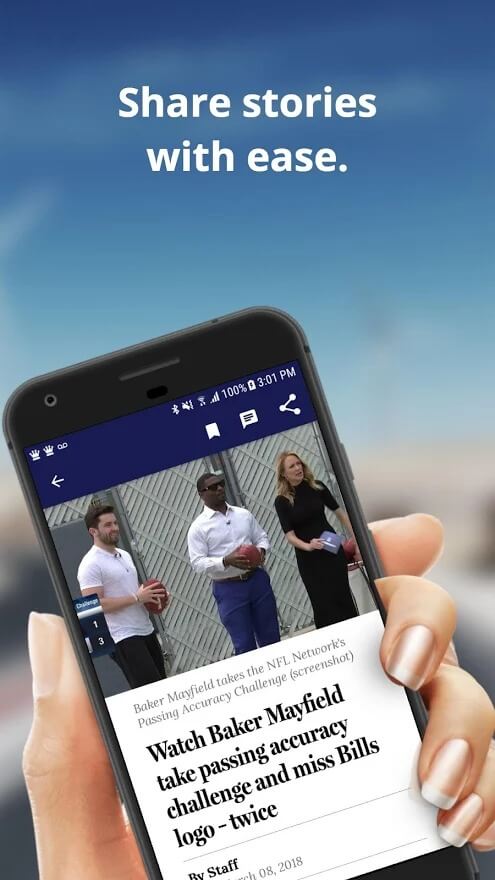 Share stories
with ease.
100% 3:01 PM
Challenge
1
3
Baker Mayfield takes the NFL Network's
Passing Accuracy Challenge (screenshot)
Watch Baker Mayfield
take passing accuracy
challenge and miss Bills
logo - twice
By Staff
rch 08, 2018